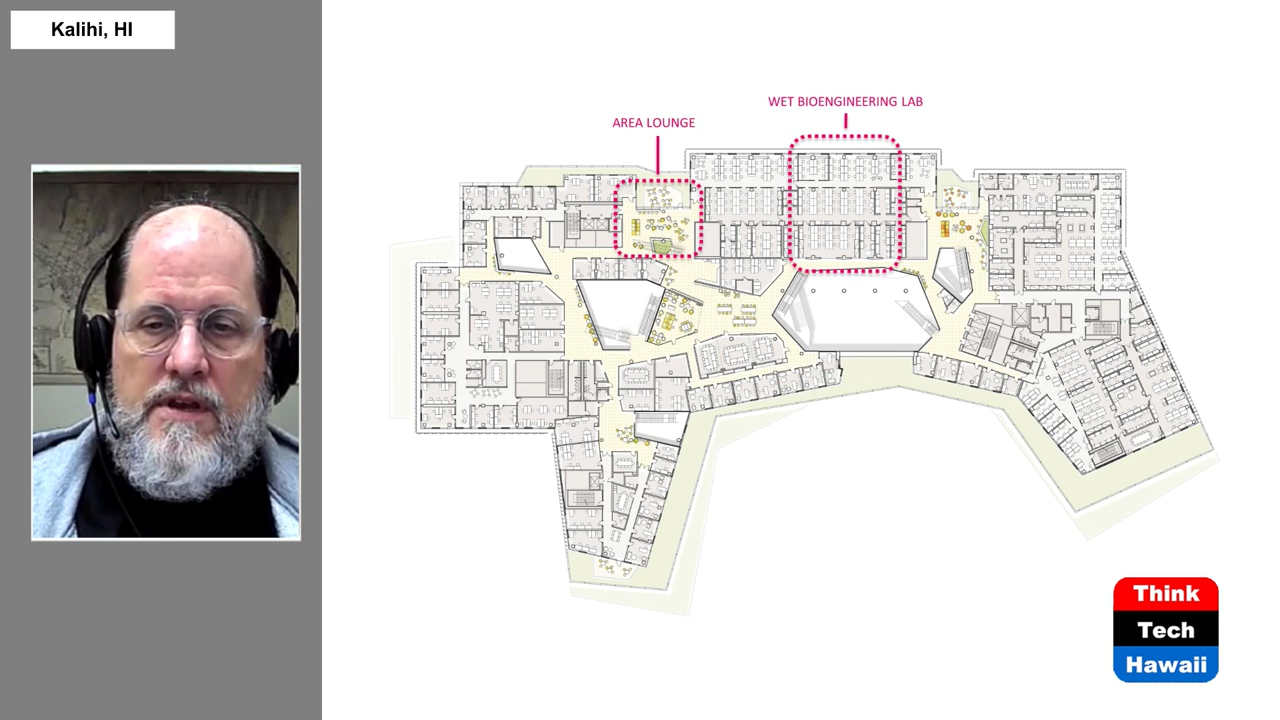 Kalihi, HI
WET BIOENGINEERING LAB
AREA LOUNGE
Think
Tech
Hawaii